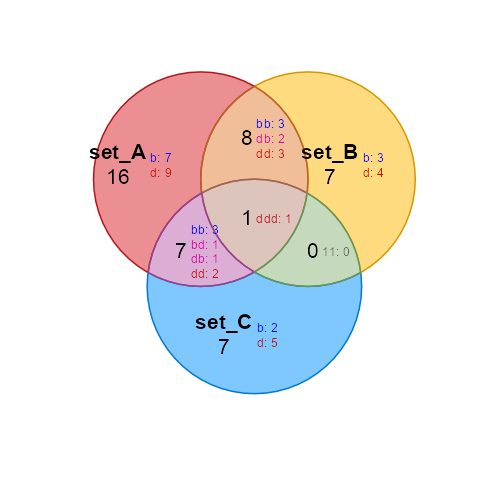 bb: 3
8 db: 2
dd: 3
set_A b: 7
16 d: 9
set_B b: 3
7 d: 4
1 ddd: 1
bb: 3
bd: 1
7 db: 1
dd: 2
0 11: 0
set_C b: 2
7 d: 5